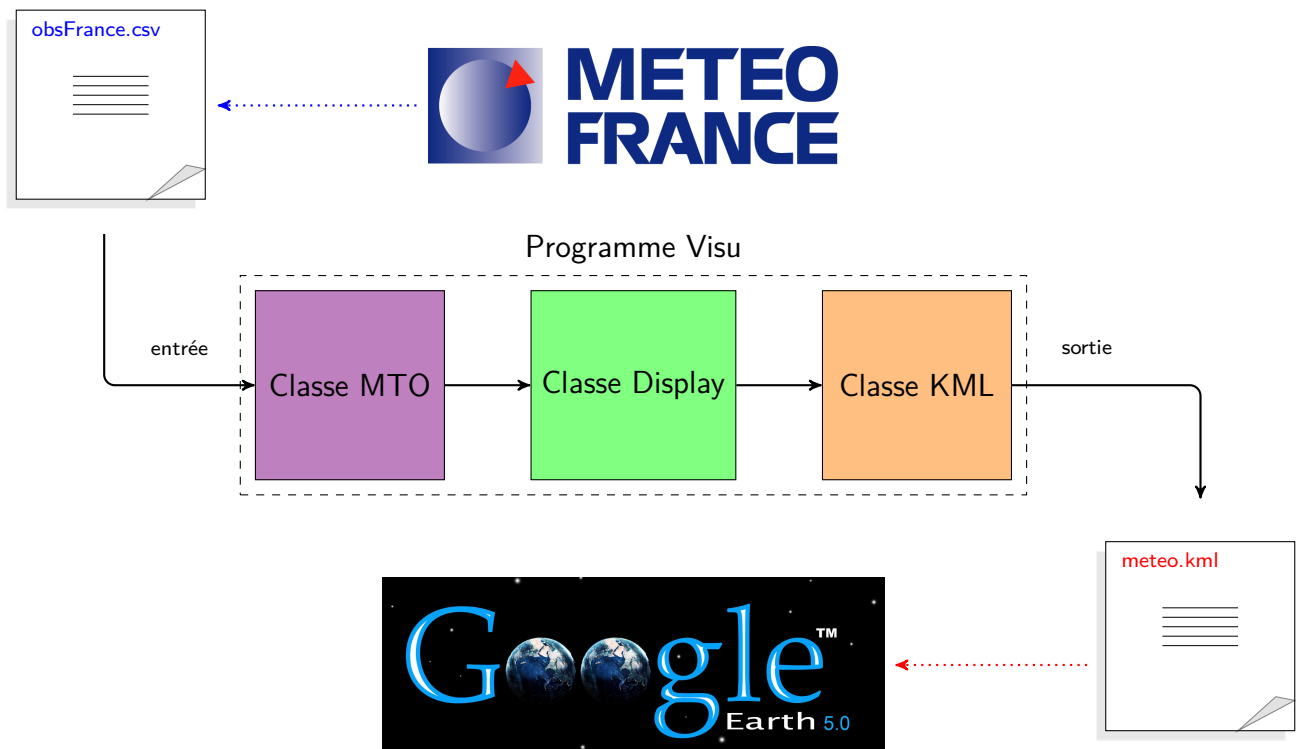 obsFrance.csv
METEO
FRANCE
Programme Visu
entrée
Classe MTO
Classe Display
Classe KML
sortie
meteo.kml
Google™
Earth 5.0